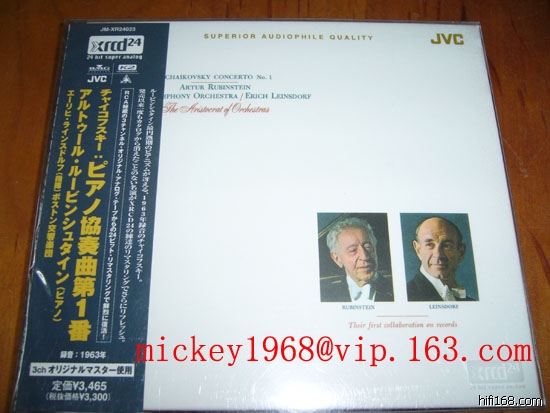 JM-XR24023
xrcd24
24 bit super analog
BMG
K2
JVC
チャイコフスキー:ピアノ協奏曲第1番
アルトゥール・ルービンシュタイン(ピアノ)
エーリヒ・ラインスドルフ(指揮)ボストン交響楽団
録音:1963年
3ch オリジナルマスター使用
定価¥3,465
(税抜価格¥3,300)
SUPERIOR AUDIOPHILE QUALITY
JVC
CHAIKOVSKY CONCERTO No. 1
ARTUR RUBINSTEIN
PHONY ORCHESTRA / ERICH LEINSDORF
The Aristocrat of Orchestras
RUBINSTEIN
LEINSDORF
Their first collaboration on records
mickey1968@vip.163.com
xrcd24
hifi168.com